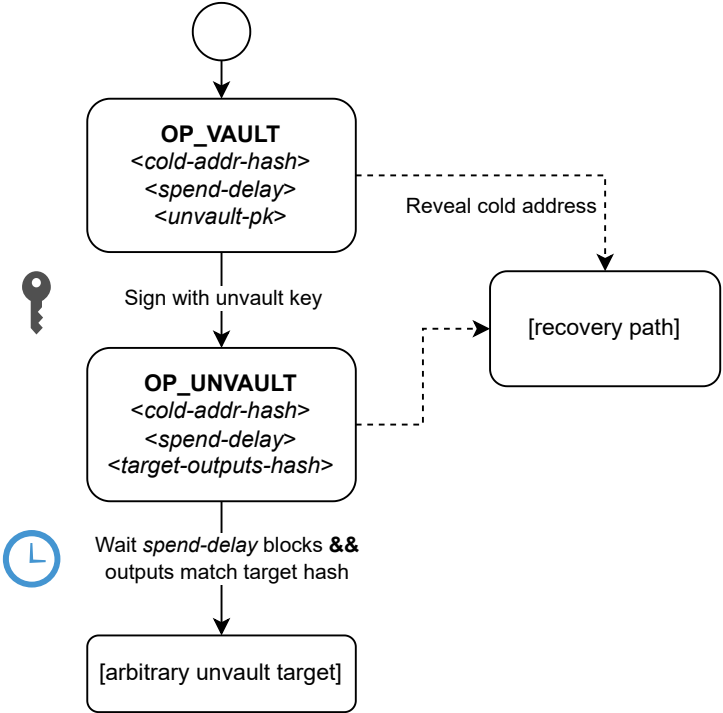 OP_VAULT
<cold-addr-hash>
<spend-delay>
<unvault-pk>
Reveal cold address
Sign with unvault key
[recovery path]
OP_UNVAULT
<cold-addr-hash>
<spend-delay>
<target-outputs-hash>
Wait spend-delay blocks &&
outputs match target hash
[arbitrary unvault target]